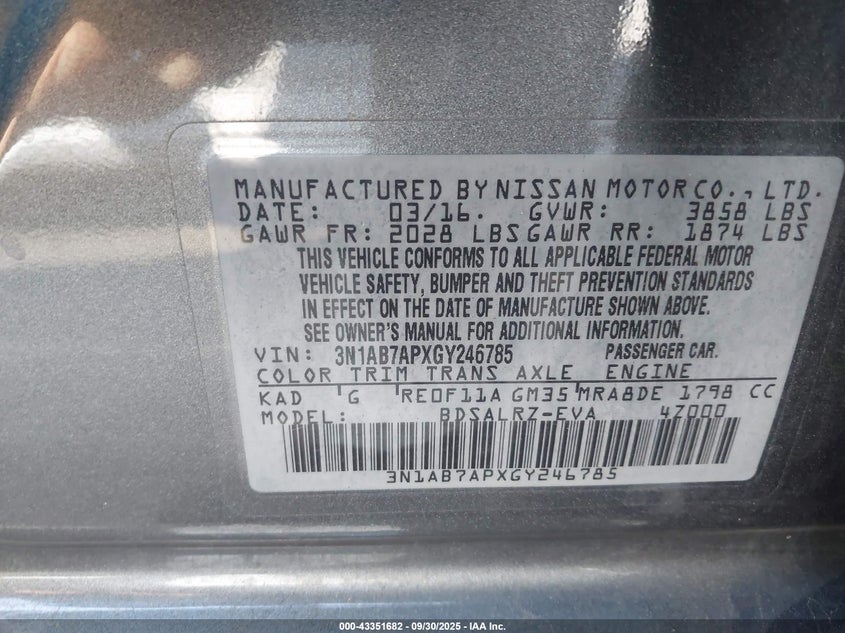 MANUFACTURED BY NISSAN MOTOR CO., LTD.
DATE: 03/16. GVWR: 3858 LBS
GAWR FR: 2028 LBS GAWR RR: 1874 LBS
THIS VEHICLE CONFORMS TO ALL APPLICABLE FEDERAL MOTOR
VEHICLE SAFETY, BUMPER AND THEFT PREVENTION STANDARDS
IN EFFECT ON THE DATE OF MANUFACTURE SHOWN ABOVE.
SEE OWNER'S MANUAL FOR ADDITIONAL INFORMATION.
VIN: 3N1AB7APXGY246785 PASSENGER CAR.
COLOR TRIM TRANS AXLE ENGINE
KAD G RE0F11A GM35 MRA8DE 1798 CC
MODEL: BDSALRZ-EVA 4Z000
3N1AB7APXGY246785
000-43351682 - 09/30/2025 - IAA Inc.